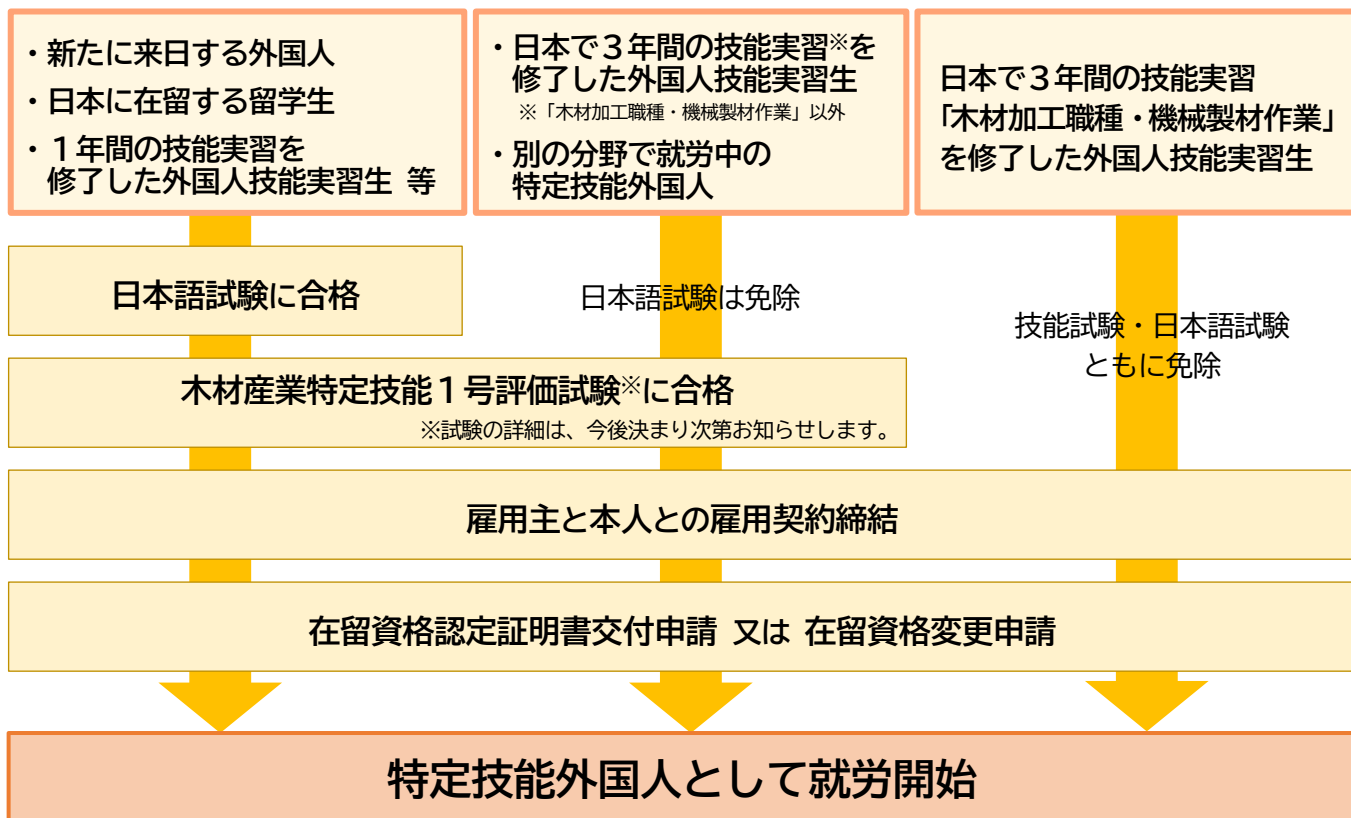 ・新たに来日する外国人
・日本に在留する留学生
・１年間の技能実習を
修了した外国人技能実習生 等
・日本で３年間の技能実習※を
修了した外国人技能実習生
※「木材加工職種・機械製材作業」以外
・別の分野で就労中の
特定技能外国人
日本で３年間の技能実習
「木材加工職種・機械製材作業」
を修了した外国人技能実習生
日本語試験に合格
日本語試験は免除
技能試験・日本語試験
ともに免除
木材産業特定技能１号評価試験※に合格
※試験の詳細は、今後決まり次第お知らせします。
雇用主と本人との雇用契約締結
在留資格認定証明書交付申請 又は 在留資格変更申請
特定技能外国人として就労開始